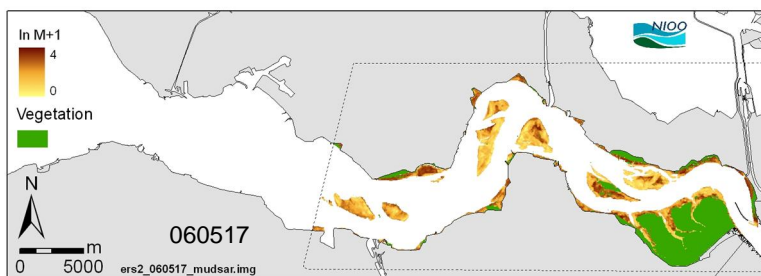 ln M+1
4
0
Vegetation
N
0 5000 m
060517
ers2_060517_mudsar.img
NIOO